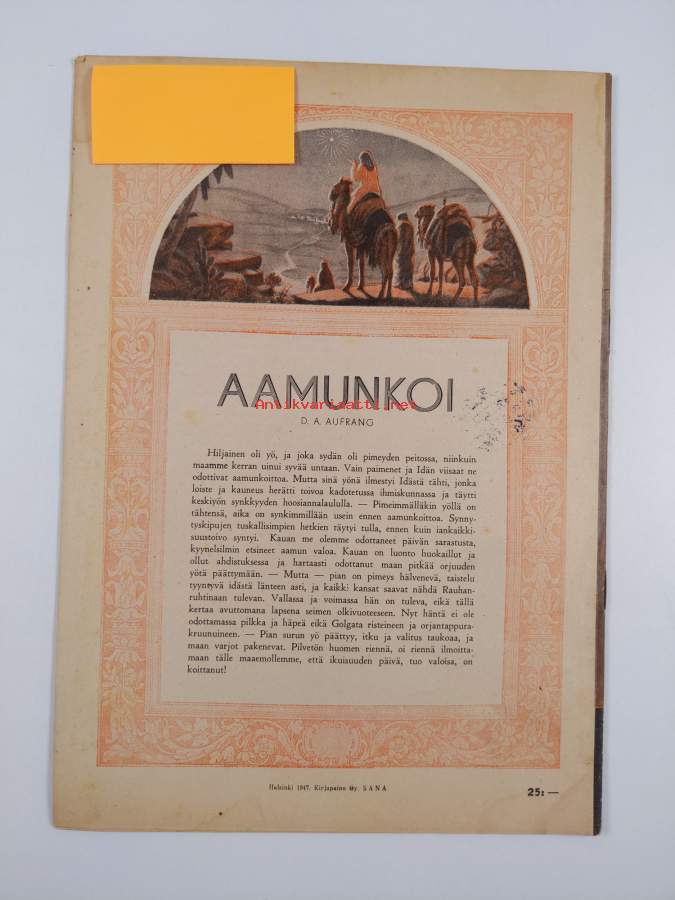 AAMUNKOI
Antikvariaatti.net
D. A. AUFRANG
Hiljainen oli yö, ja joka sydän oli pimeyden peitossa, niinkuin
maamme kerran uinui syvää untaan. Vain paimenet ja Idän viisaat ne
odottivat aamunkoittoa. Mutta sinä yönä ilmestyi Idästä tähti, jonka
loiste ja kauneus herätti toivoa kadotetussa ihmiskunnassa ja täytti
keskiyön synkkyyden hoosiannalaululla. — Pimeimmälläkin yöllä on
tähtensä, aika on synkimmillään usein ennen aamunkoittoa. Synny-
tyskipujen tuskallisimpien hetkien täytyi tulla, ennen kuin iankaikki-
suustoivo syntyi. Kauan me olemme odottaneet päivän sarastusta,
kyynelsilmin etsineet aamun valoa. Kauan on luonto huokaillut ja
ollut ahdistuksessa ja hartaasti odottanut maan pitkää orjuuden
yötä päättymään. — Mutta — pian on pimeys hälvenevä, taistelu
tyyntyvä idästä länteen asti, ja kaikki kansat saavat nähdä Rauhan-
ruhtinaan tulevan. Vallassa ja voimassa hän on tuleva, eikä tällä
kertaa avuttomana lapsena seimen olkivuoteeseen. Nyt häntä ei ole
odottamassa pilkka ja häpeä eikä Golgata risteineen ja orjantappura-
kruunuineen. — Pian surun yö päättyy, itku ja valitus taukoaa, ja
maan varjot pakenevat. Pilvetön huomen riennä, oi riennä ilmoitta-
maan tälle maaemollemme, että ikuisuuden päivä, tuo valoisa, on
koittanut!
Helsinki 1947. Kirjapaino Oy. SANA
25: —